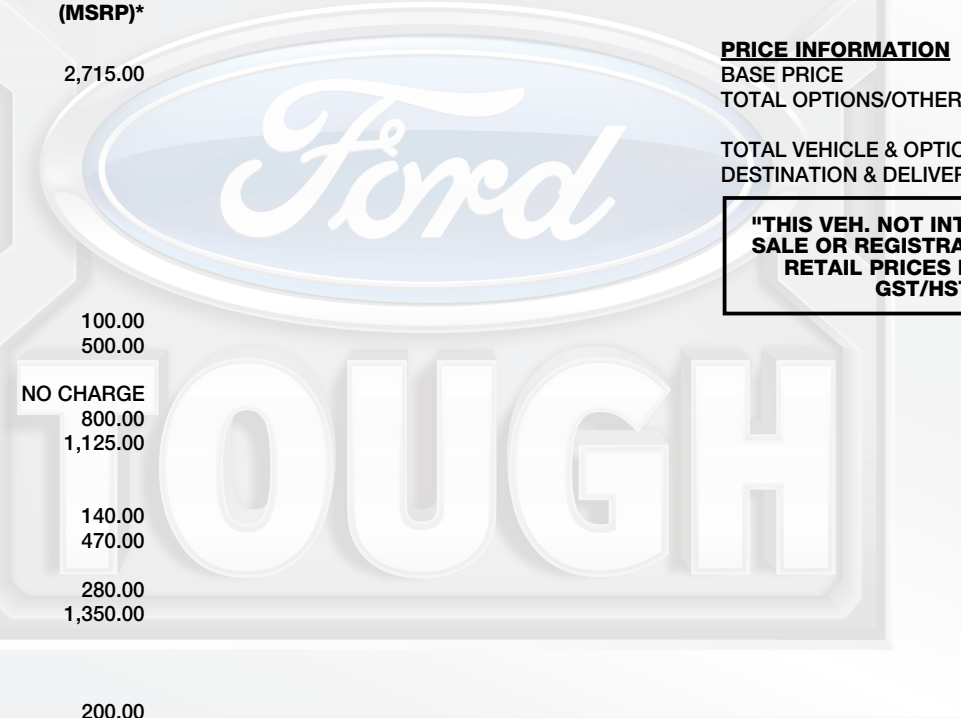 (MSRP)*
2,715.00
100.00
500.00
NO CHARGE
800.00
1,125.00
140.00
470.00
280.00
1,350.00
200.00
PRICE INFORMATION
BASE PRICE
TOTAL OPTIONS/OTHER
TOTAL VEHICLE & OPTIO
DESTINATION & DELIVER
"THIS VEH. NOT INT
SALE OR REGISTRA
RETAIL PRICES
GST/HST
Ford
TOUGH